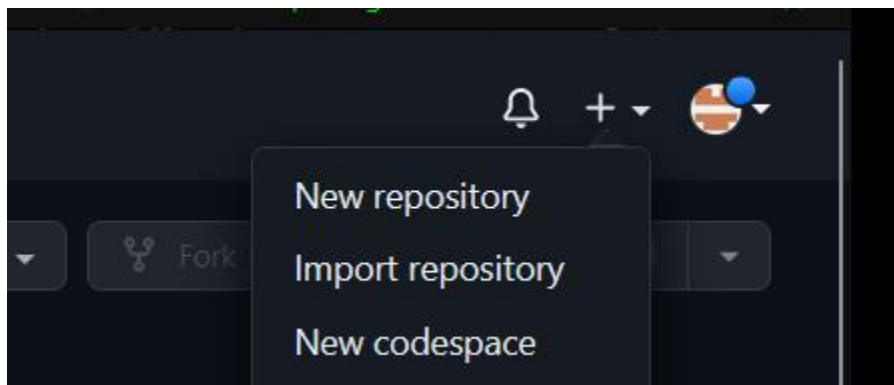 Fork
New repository
Import repository
New codespace